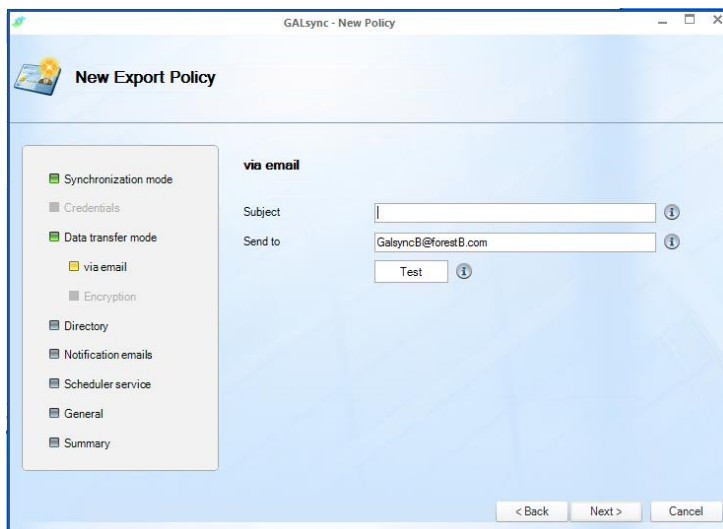 GALsync - New Policy
New Export Policy
Synchronization mode
Credentials
Data transfer mode
via email
Encryption
Directory
Notification emails
Scheduler service
General
Summary
via email
Subject
Send to GalsyncB@forestB.com
Test
< Back Next > Cancel